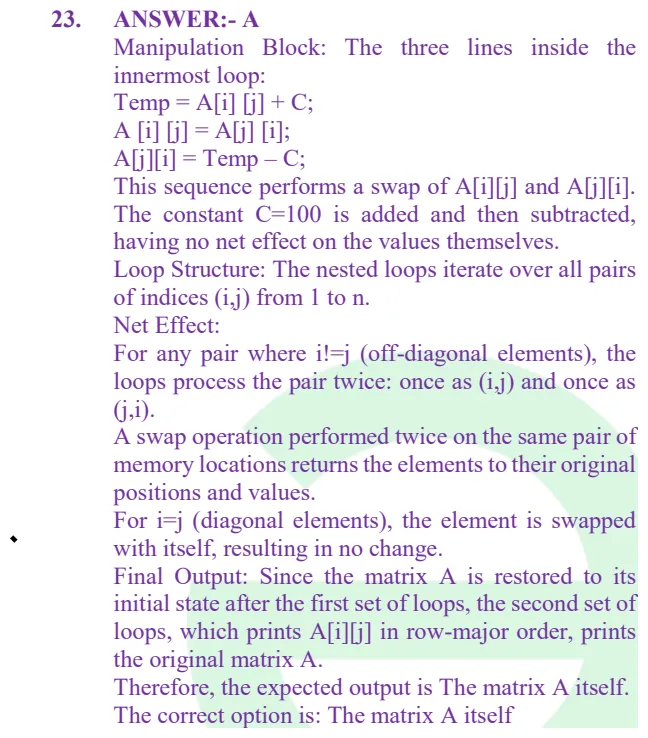 23. ANSWER:- A
Manipulation Block: The three lines inside the
innermost loop:
Temp = A[i] [j] + C;
A [i] [j] = A[j] [i];
A[j][i] = Temp – C;
This sequence performs a swap of A[i][j] and A[j][i].
The constant C=100 is added and then subtracted,
having no net effect on the values themselves.
Loop Structure: The nested loops iterate over all pairs
of indices (i,j) from 1 to n.
Net Effect:
For any pair where i!=j (off-diagonal elements), the
loops process the pair twice: once as (i,j) and once as
(j,i).
A swap operation performed twice on the same pair of
memory locations returns the elements to their original
positions and values.
For i=j (diagonal elements), the element is swapped
with itself, resulting in no change.
Final Output: Since the matrix A is restored to its
initial state after the first set of loops, the second set of
loops, which prints A[i][j] in row-major order, prints
the original matrix A.
Therefore, the expected output is The matrix A itself.
The correct option is: The matrix A itself